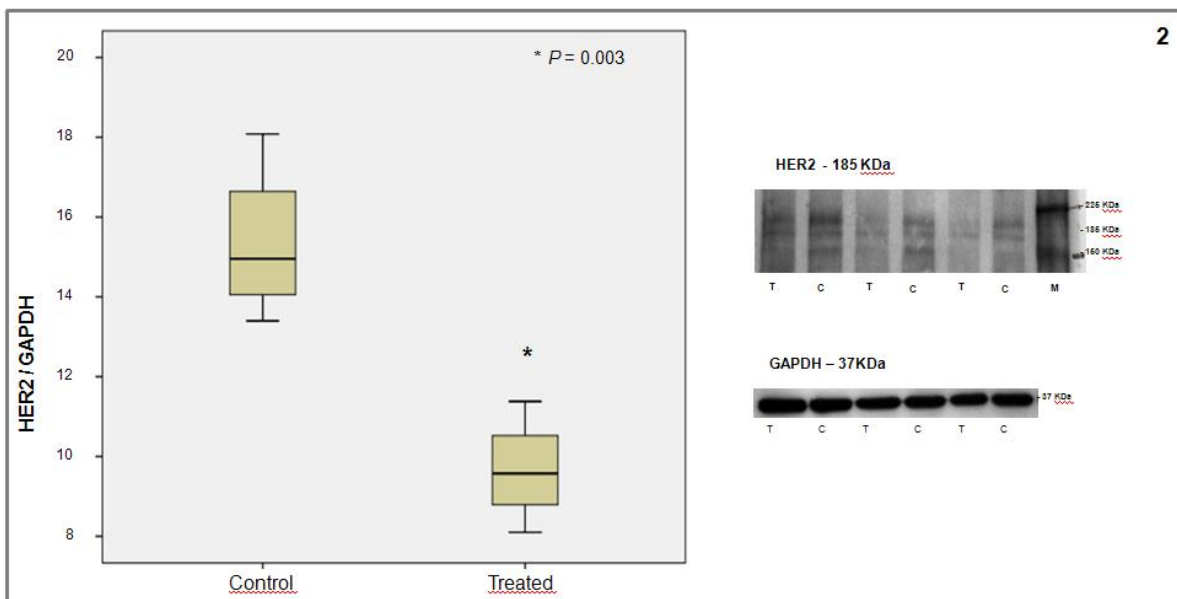 2
* P = 0.003
20
18
16
14
12
10
8
HER2 / GAPDH
*
Control Treated
HER2 - 185 KDa
- 225 KDa
- 185 KDa
- 150 KDa
T C T C T C M
GAPDH – 37KDa
- 37 KDa
T C T C T C